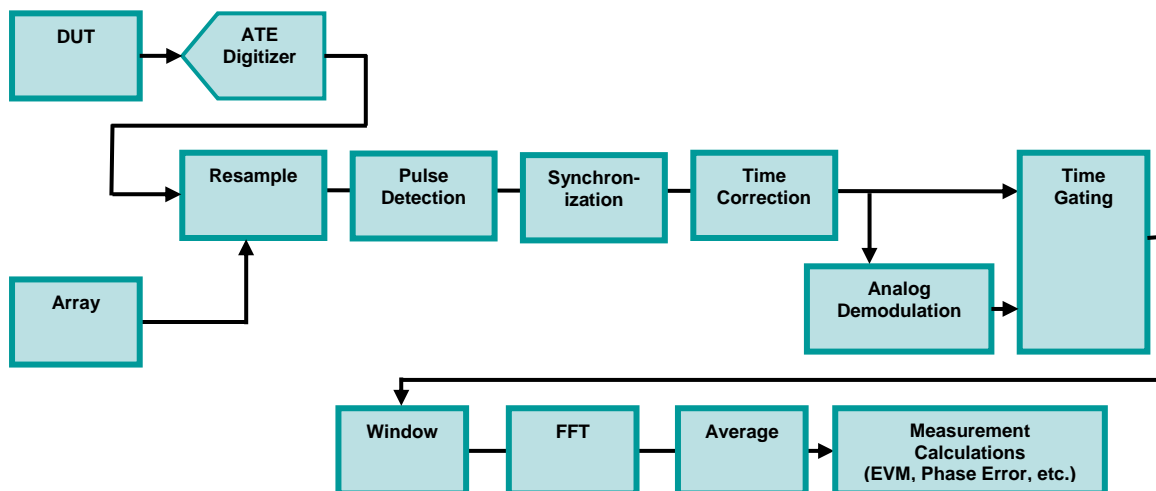 DUT
ATE
Digitizer
Resample
Pulse
Detection
Synchron-
ization
Time
Correction
Time
Gating
Array
Analog
Demodulation
Window
FFT
Average
Measurement
Calculations
(EVM, Phase Error, etc.)